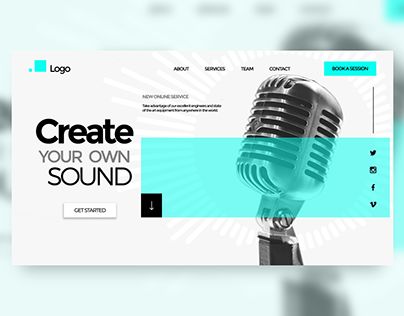 Logo
ABOUT SERVICES TEAM CONTACT
BOOK A SESSION
NEW ONLINE SERVICE
Take advantage of our excellent engineers and state
of the art equipment from anywhere in the world.
Create
YOUR OWN
SOUND
GET STARTED